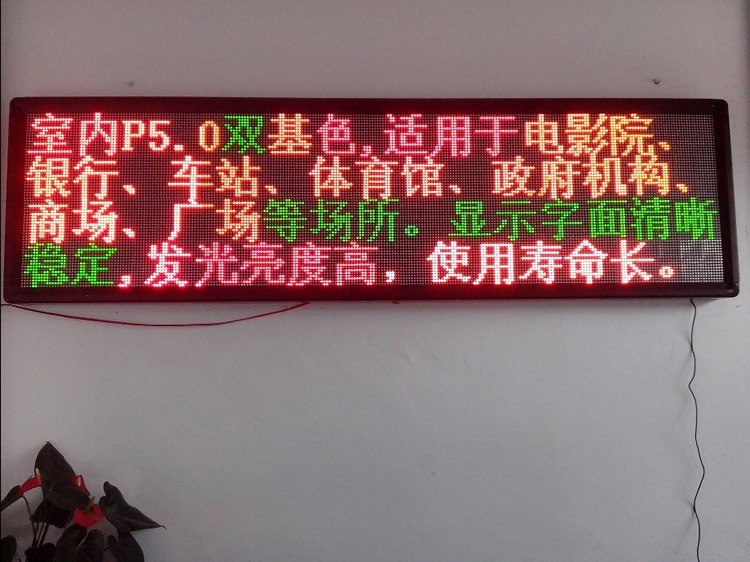 室内P5.0双基色,适用于电影院、
银行、车站、体育馆、政府机构、
商场、广场等场所。显示字面清晰
稳定,发光亮度高，使用寿命长。